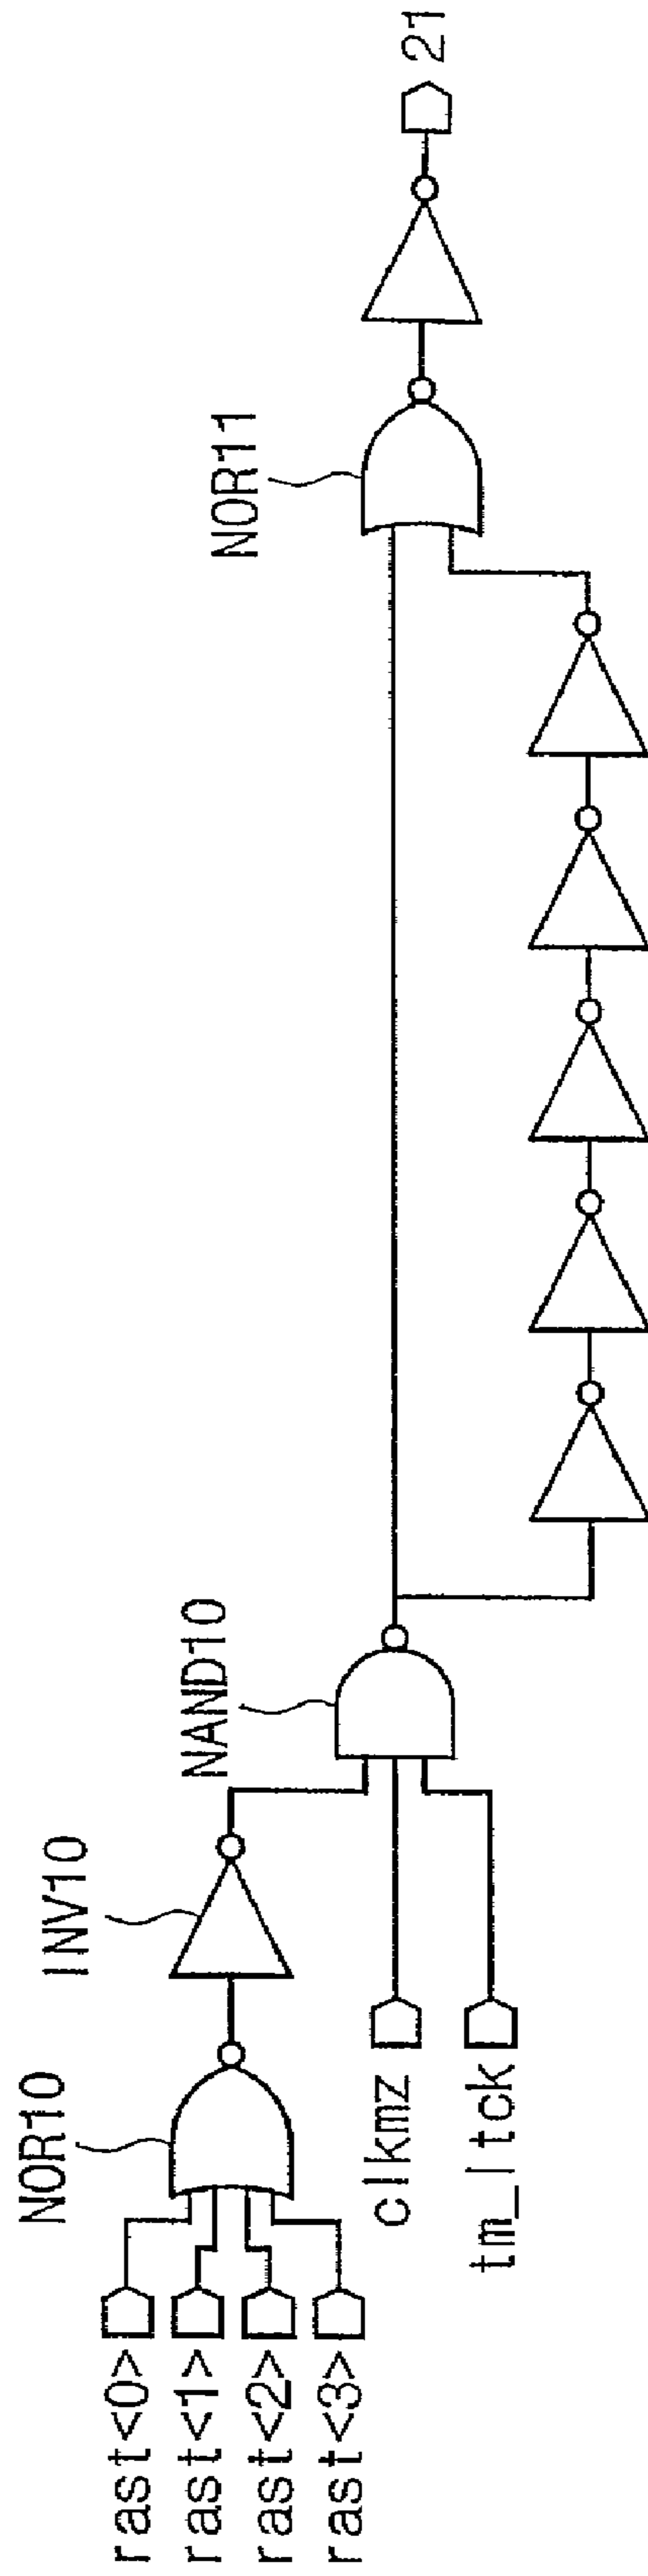 rast<0>
rast<1>
rast<2>
rast<3>
NOR10
INV10
clkmz
tm_ltck
NAND10
NOR11
21